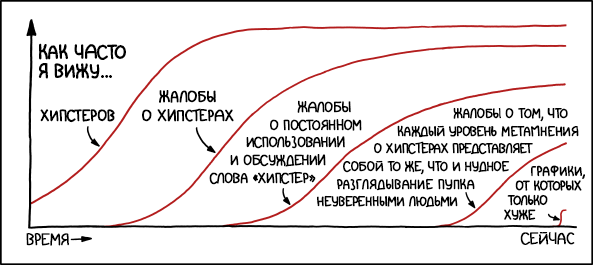 КАК ЧАСТО
Я ВИЖУ...
ХИПСТЕРОВ
ЖАЛОБЫ
О ХИПСТЕРАХ
ЖАЛОБЫ
О ПОСТОЯННОМ
ИСПОЛЬЗОВАНИИ
И ОБСУЖДЕНИИ
СЛОВА «ХИПСТЕР»
ЖАЛОБЫ О ТОМ, ЧТО
КАЖДЫЙ УРОВЕНЬ МЕТАМНЕНИЯ
О ХИПСТЕРАХ ПРЕДСТАВЛЯЕТ
СОБОЙ ТО ЖЕ, ЧТО И НУДНОЕ
РАЗГЛЯДЫВАНИЕ ПУПКА
НЕУВЕРЕННЫМИ ЛЮДЬМИ
ГРАФИКИ,
ОТ КОТОРЫХ
ТОЛЬКО
ХУЖЕ
ВРЕМЯ
СЕЙЧАС